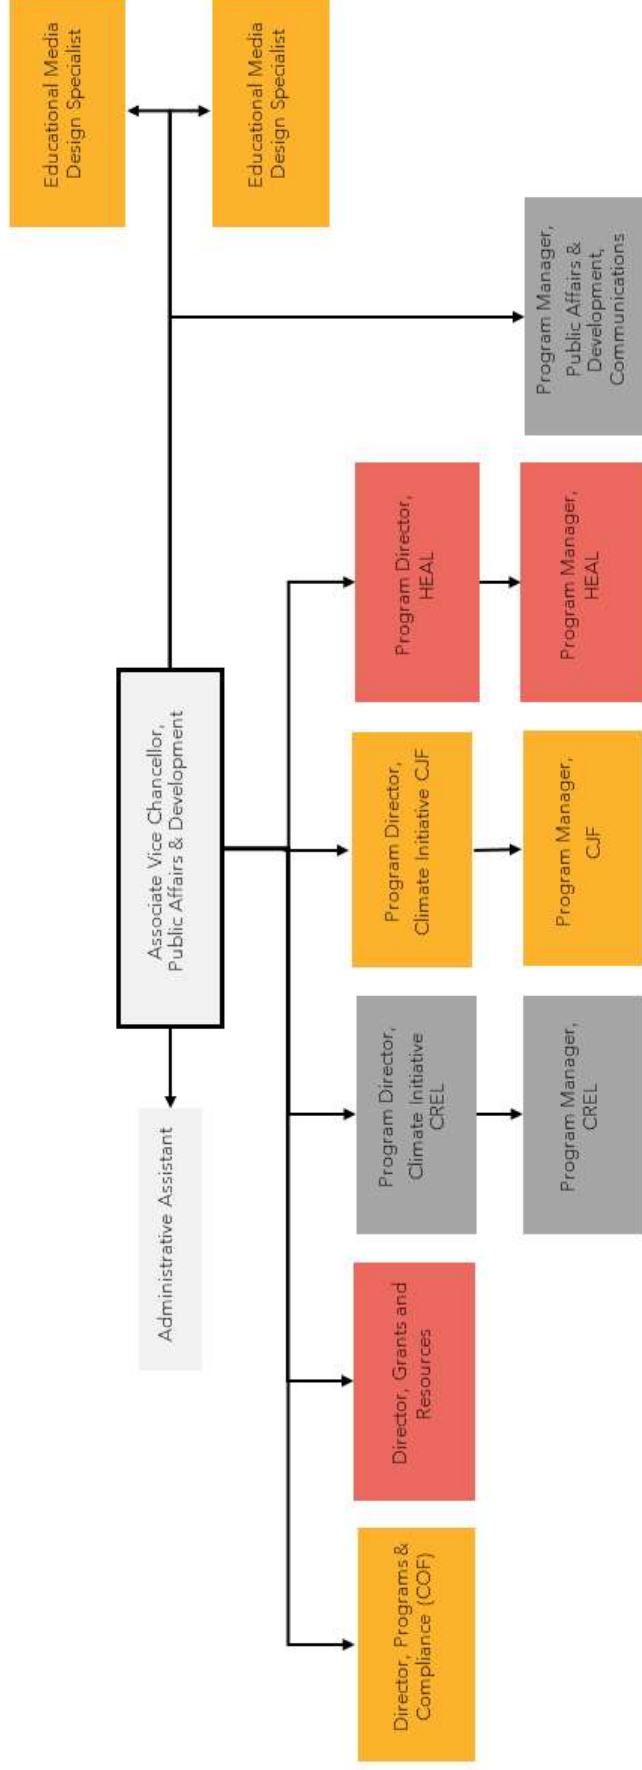 Educational Media
Design Specialist
Educational Media
Design Specialist
Associate Vice Chancellor,
Public Affairs & Development
Administrative Assistant
Director, Programs &
Compliance (COF)
Director, Grants and
Resources
Program Director,
Climate Initiative
CREL
Program Director,
Climate Initiative CJF
Program Director,
HEAL
Program Manager,
CREL
Program Manager,
CJF
Program Manager,
HEAL
Program Manager,
Public Affairs &
Development,
Communications